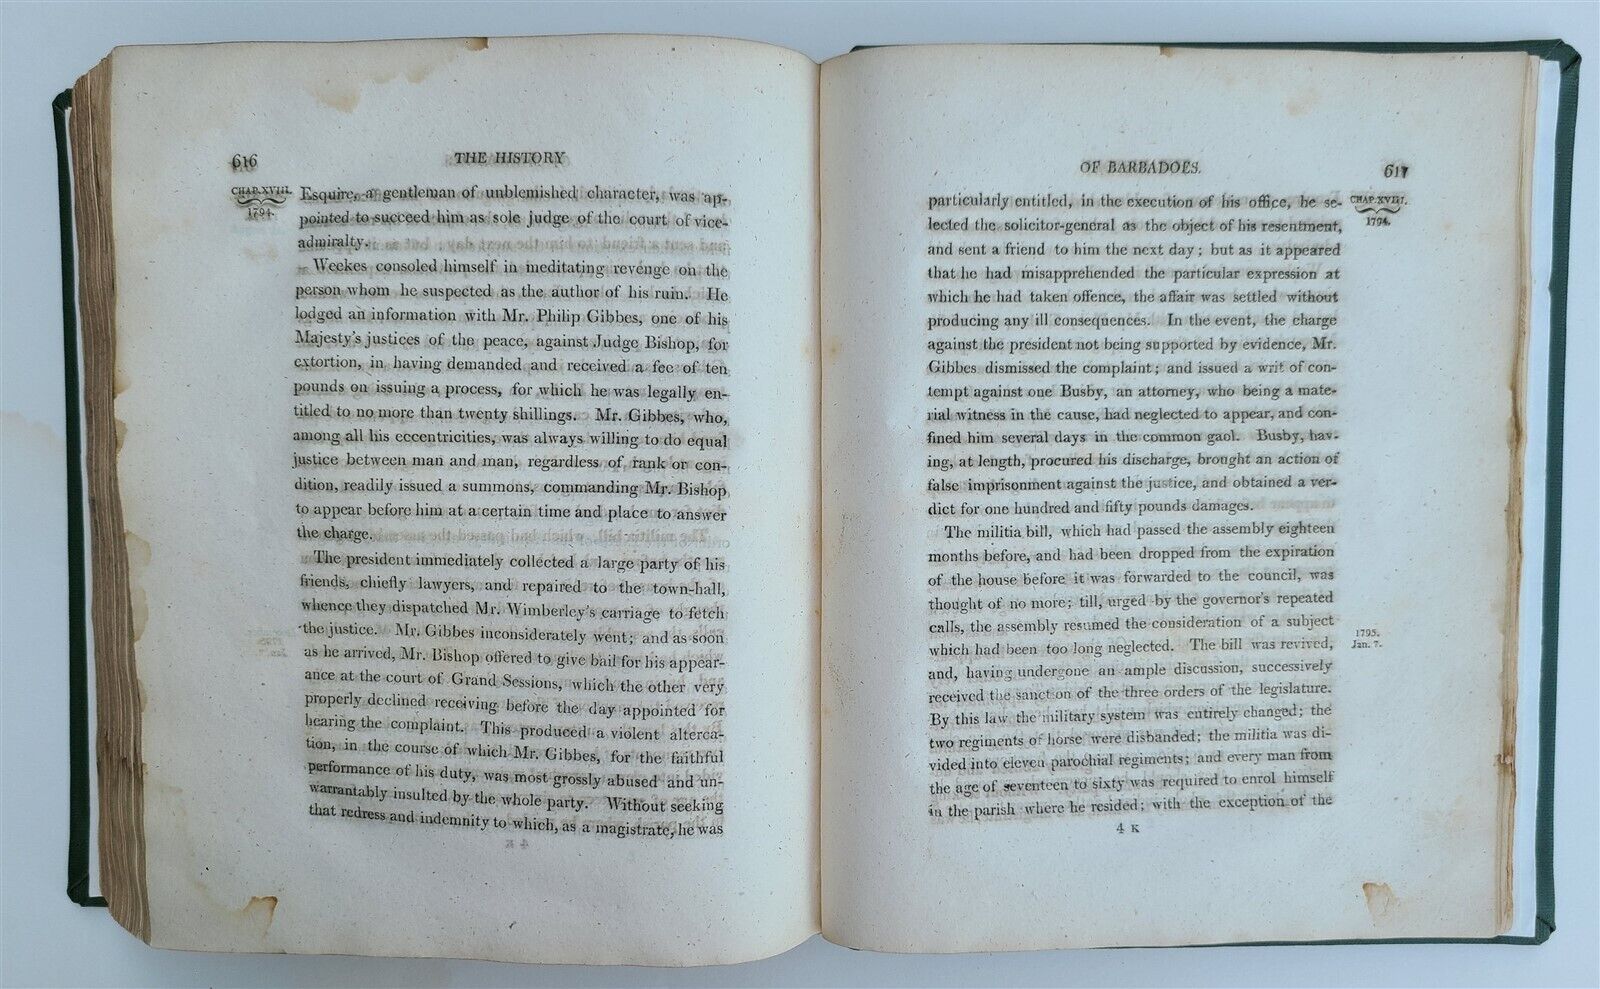 616 THE HISTORY
CHAP. XVIII.
1794.
Esquire, a gentleman of unblemished character, was ap-
pointed to succeed him as sole judge of the court of vice-
admiralty.
Weekes consoled himself in meditating revenge on the
person whom he suspected as the author of his ruin. He
lodged an information with Mr. Philip Gibbes, one of his
Majesty's justices of the peace, against Judge Bishop, for
extortion, in having demanded and received a fee of ten
pounds on issuing a process, for which he was legally en-
titled to no more than twenty shillings. Mr. Gibbes, who,
among all his eccentricities, was always willing to do equal
justice between man and man, regardless of rank or con-
dition, readily issued a summons, commanding Mr. Bishop
to appear before him at a certain time and place to answer
the charge.
The president immediately collected a large party of his
friends, chiefly lawyers, and repaired to the town-hall,
whence they dispatched Mr. Wimberley's carriage to fetch
the justice. Mr. Gibbes inconsiderately went; and as soon
as he arrived, Mr. Bishop offered to give bail for his appear-
ance at the court of Grand Sessions, which the other very
properly declined receiving before the day appointed for
hearing the complaint. This produced a violent alterca-
tion, in the course of which Mr. Gibbes, for the faithful
performance of his duty, was most grossly abused and un-
warrantably insulted by the whole party. Without seeking
that redress and indemnity to which, as a magistrate, he was
OF BARBADOES. 617
CHAP. XVIII.
1794.
particularly entitled, in the execution of his office, he se-
lected the solicitor-general as the object of his resentment,
and sent a friend to him the next day; but as it appeared
that he had misapprehended the particular expression at
which he had taken offence, the affair was settled without
producing any ill consequences. In the event, the charge
against the president not being supported by evidence, Mr.
Gibbes dismissed the complaint; and issued a writ of con-
tempt against one Busby, an attorney, who being a mate-
rial witness in the cause, had neglected to appear, and con-
fined him several days in the common gaol. Busby, hav-
ing, at length, procured his discharge, brought an action of
false imprisonment against the justice, and obtained a ver-
dict for one hundred and fifty pounds damages.
The militia bill, which had passed the assembly eighteen
months before, and had been dropped from the expiration
of the house before it was forwarded to the council, was
thought of no more; till, urged by the governor's repeated
calls, the assembly resumed the consideration of a subject
which had been too long neglected. The bill was revived,
1795.
Jan. 7.
and, having undergone an ample discussion, successively
received the sanction of the three orders of the legislature.
By this law the military system was entirely changed; the
two regiments of horse were disbanded; the militia was di-
vided into eleven parochial regiments; and every man from
the age of seventeen to sixty was required to enrol himself
in the parish where he resided; with the exception of the
4 K